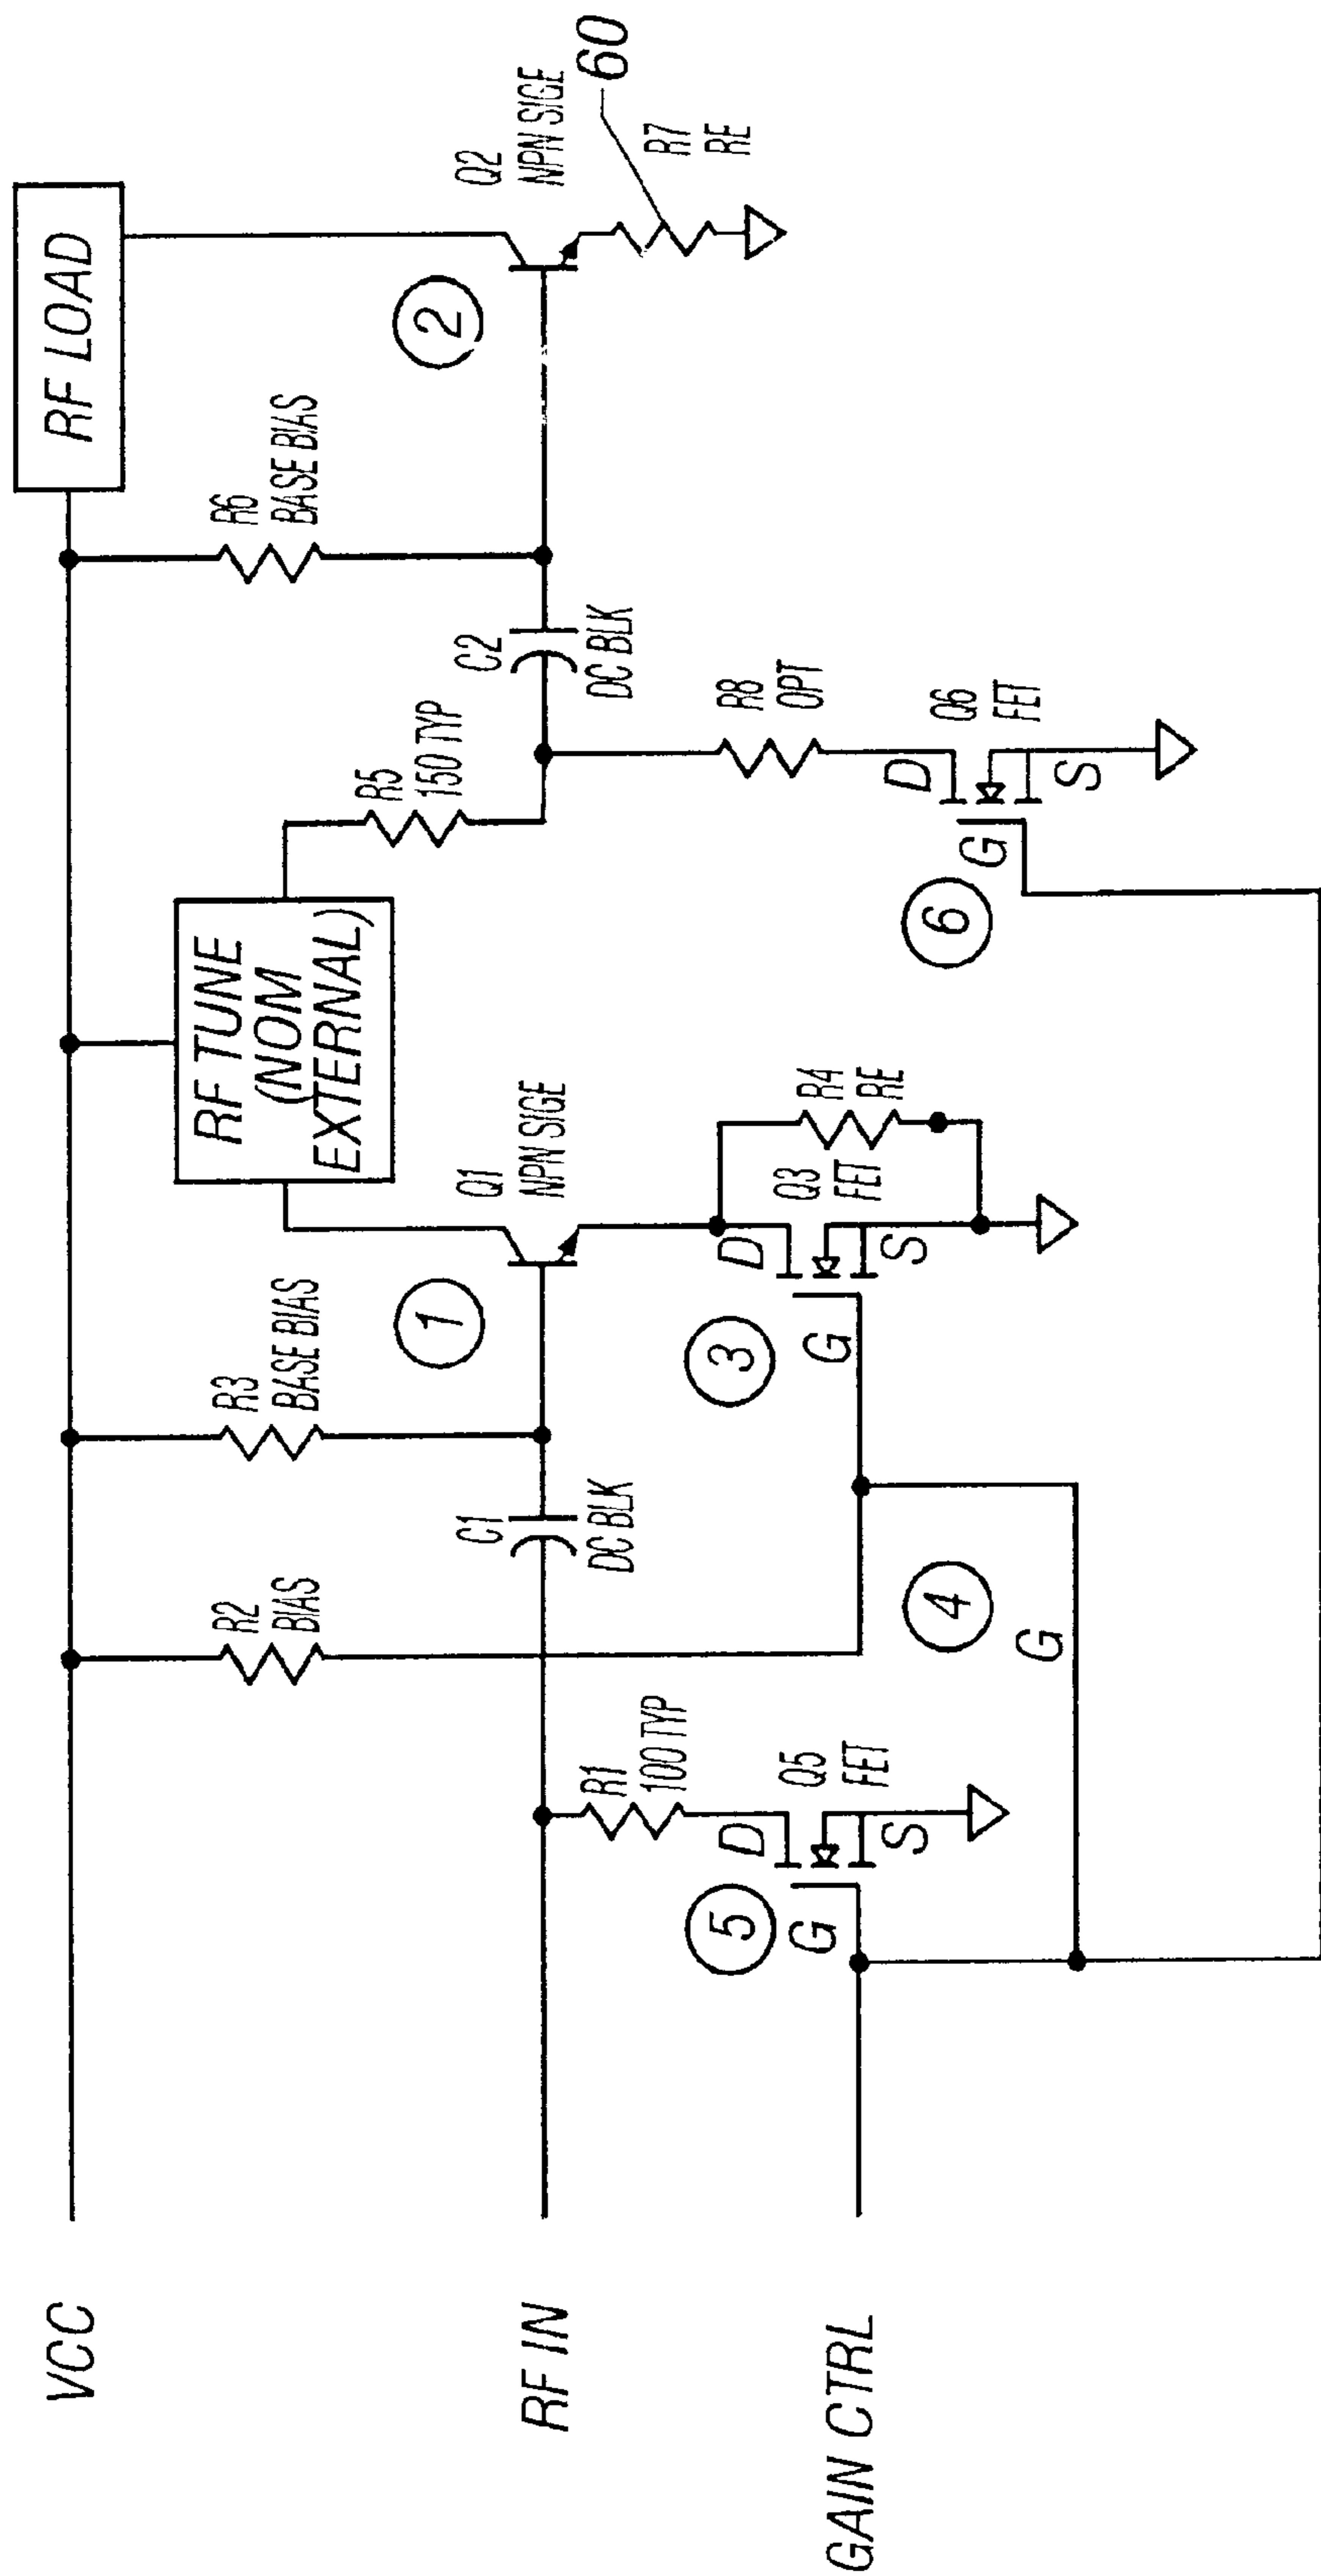 VCC
RF IN
GAIN CTRL
RF LOAD
RF TUNE
(NOM
EXTERNAL)
R2
BIAS
R3
BASE BIAS
R6
BASE BIAS
R5
150 TYP
C1
DC BLK
1
Q1
NPN SIGE
C2
DC BLK
2
Q2
NPN SIGE
60
R7
RE
R1
100 TYP
5
G
D
S
Q5
FET
3
G
D
S
Q3
FET
R4
RE
R8
OPT
6
G
D
S
Q6
FET
4
G